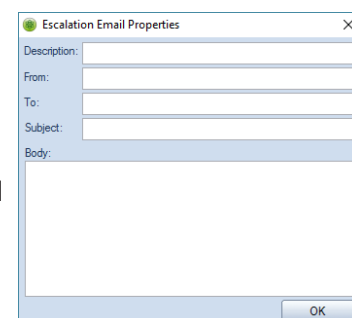 Escalation Email Properties
Description:
From:
To:
Subject:
Body:
OK